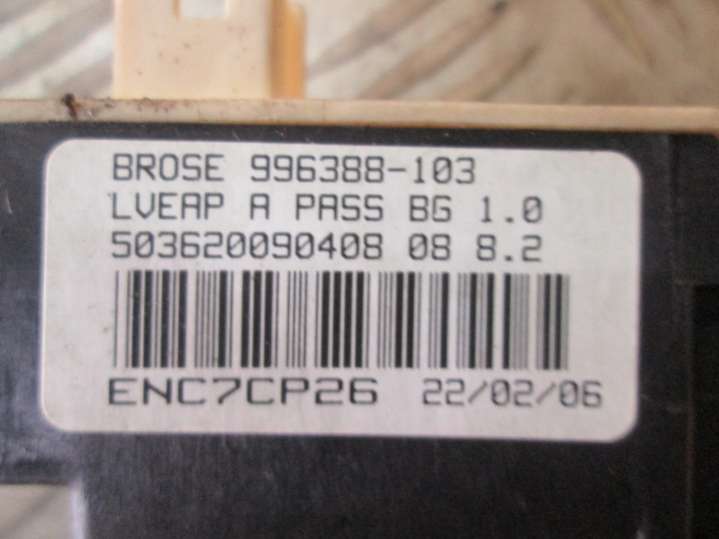 BROSE 996388-103
LVEAP A PASS BG 1.0
503620090408 08 8.2
ENC7CP26 22/02/06